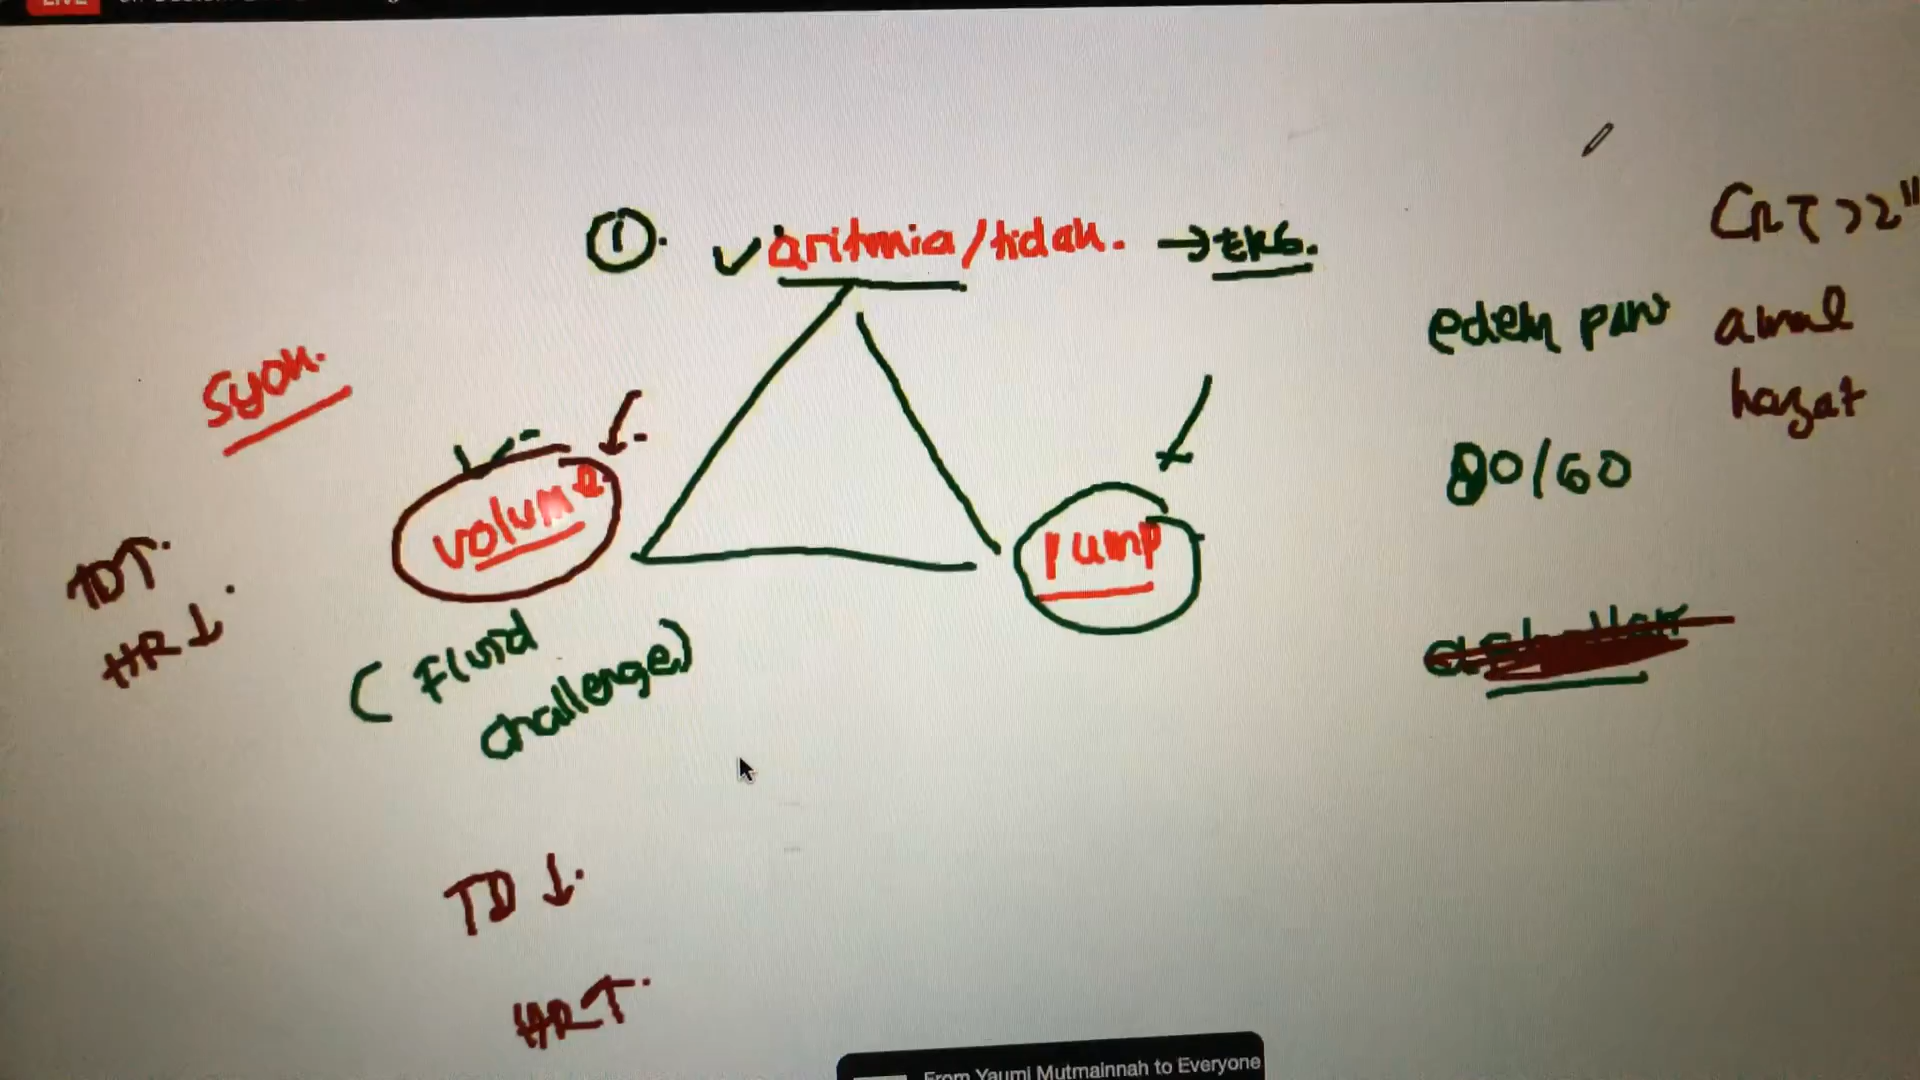 LIVE
①. ✓ aritmia/tidak. → EKG.
CRT >2"
edem paru
akral
hangat
syok.
volume
pump
80/60
TD↑.
HR↓.
(Fluid
challenge)
TD↓.
HR↑.
From Yaumi Mutmainnah to Everyone